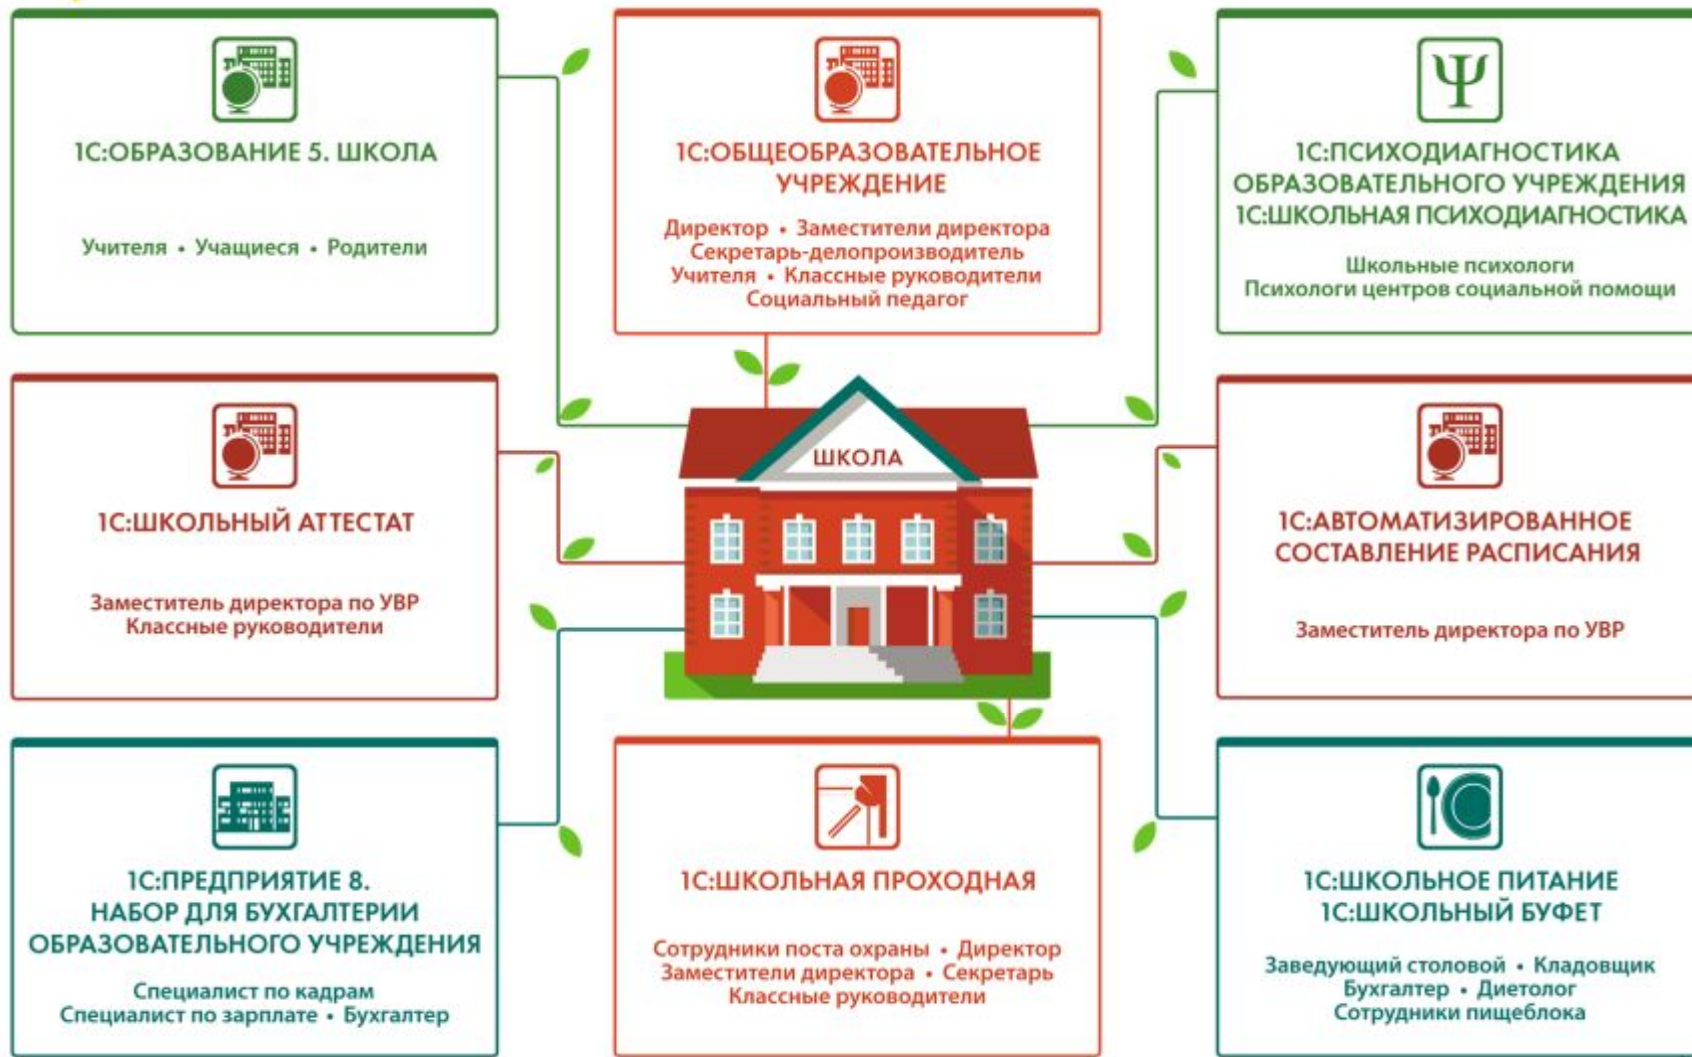 1С:ОБРАЗОВАНИЕ 5. ШКОЛА
Учителя • Учащиеся • Родители
1С:ОБЩЕОБРАЗОВАТЕЛЬНОЕ
УЧРЕЖДЕНИЕ
Директор • Заместители директора
Секретарь-делопроизводитель
Учителя • Классные руководители
Социальный педагог
Ψ
1С:ПСИХОДИАГНОСТИКА
ОБРАЗОВАТЕЛЬНОГО УЧРЕЖДЕНИЯ
1С:ШКОЛЬНАЯ ПСИХОДИАГНОСТИКА
Школьные психологи
Психологи центров социальной помощи
1С:ШКОЛЬНЫЙ АТТЕСТАТ
Заместитель директора по УВР
Классные руководители
ШКОЛА
1С:АВТОМАТИЗИРОВАННОЕ
СОСТАВЛЕНИЕ РАСПИСАНИЯ
Заместитель директора по УВР
1С:ПРЕДПРИЯТИЕ 8.
НАБОР ДЛЯ БУХГАЛТЕРИИ
ОБРАЗОВАТЕЛЬНОГО УЧРЕЖДЕНИЯ
Специалист по кадрам
Специалист по зарплате • Бухгалтер
1С:ШКОЛЬНАЯ ПРОХОДНАЯ
Сотрудники поста охраны • Директор
Заместители директора • Секретарь
Классные руководители
1С:ШКОЛЬНОЕ ПИТАНИЕ
1С:ШКОЛЬНЫЙ БУФЕТ
Заведующий столовой • Кладовщик
Бухгалтер • Диетолог
Сотрудники пищеблока